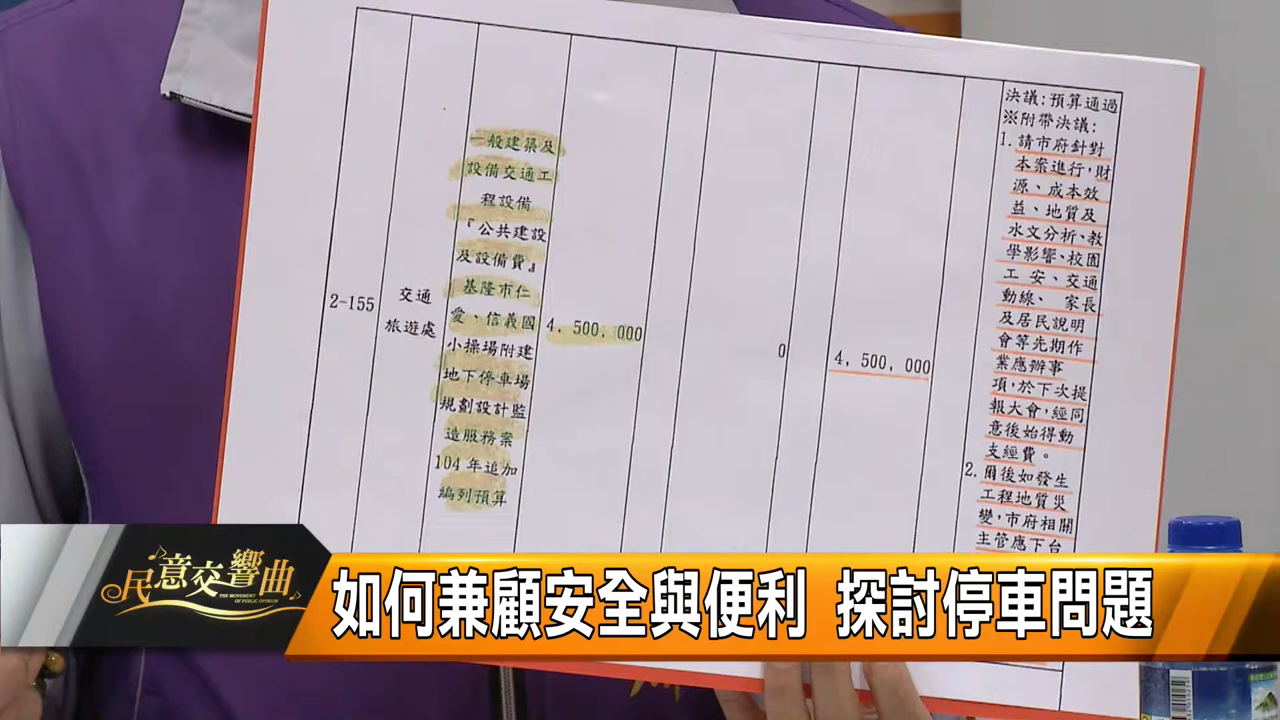 2-155
交通
旅遊處
一般建築及
設備交通工
程設備
『公共建設
及設備費』
基隆市仁
愛、信義國
小操場附建
地下停車場
規劃設計監
造服務案
104年追加
編列預算
4,500,000
0
4,500,000
決議:預算通過
※附帶決議:
1.請市府針對
本案進行,財
源、成本效
益、地質及
水文分析、教
學影響、校園
工安、交通
動線、家長
及居民說明
會等先期作
業應辦事
項,於下次提
報大會,經同
意後始得動
支經費。
2.爾後如發生
工程地質災
變,市府相關
主管應下台
民意交響曲
THE MOVEMENT
OF PUBLIC OPINION
如何兼顧安全與便利 探討停車問題